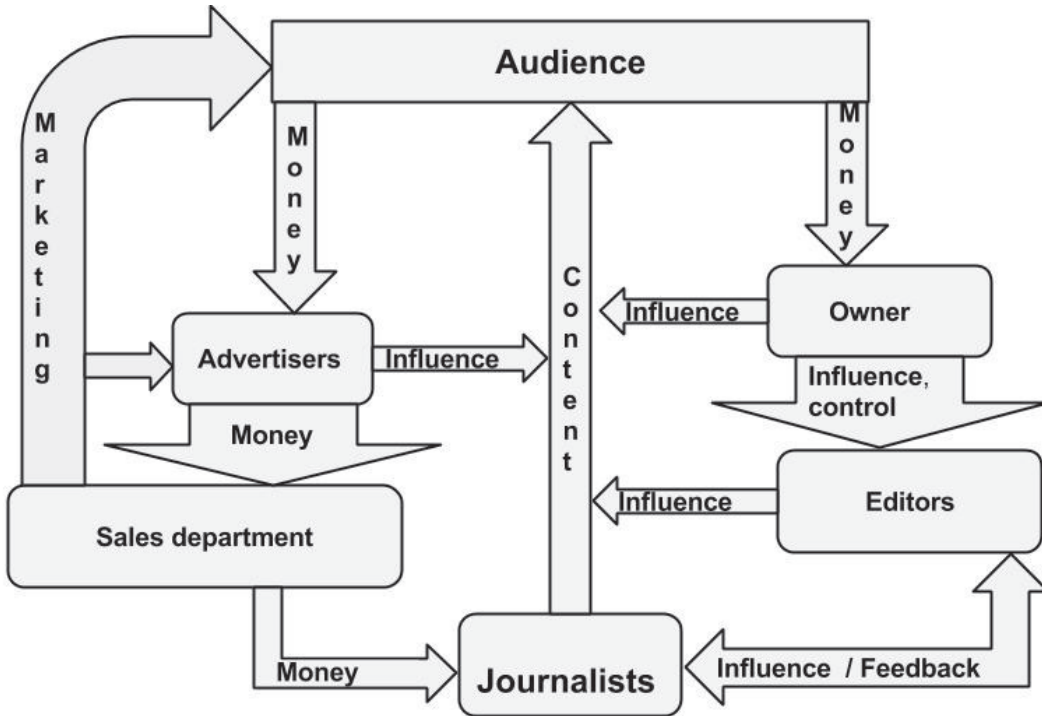 Audience
Marketing
Money
Money
Content
Influence
Owner
Advertisers
Influence
Influence,
control
Money
Influence
Editors
Sales department
Money
Journalists
Influence / Feedback